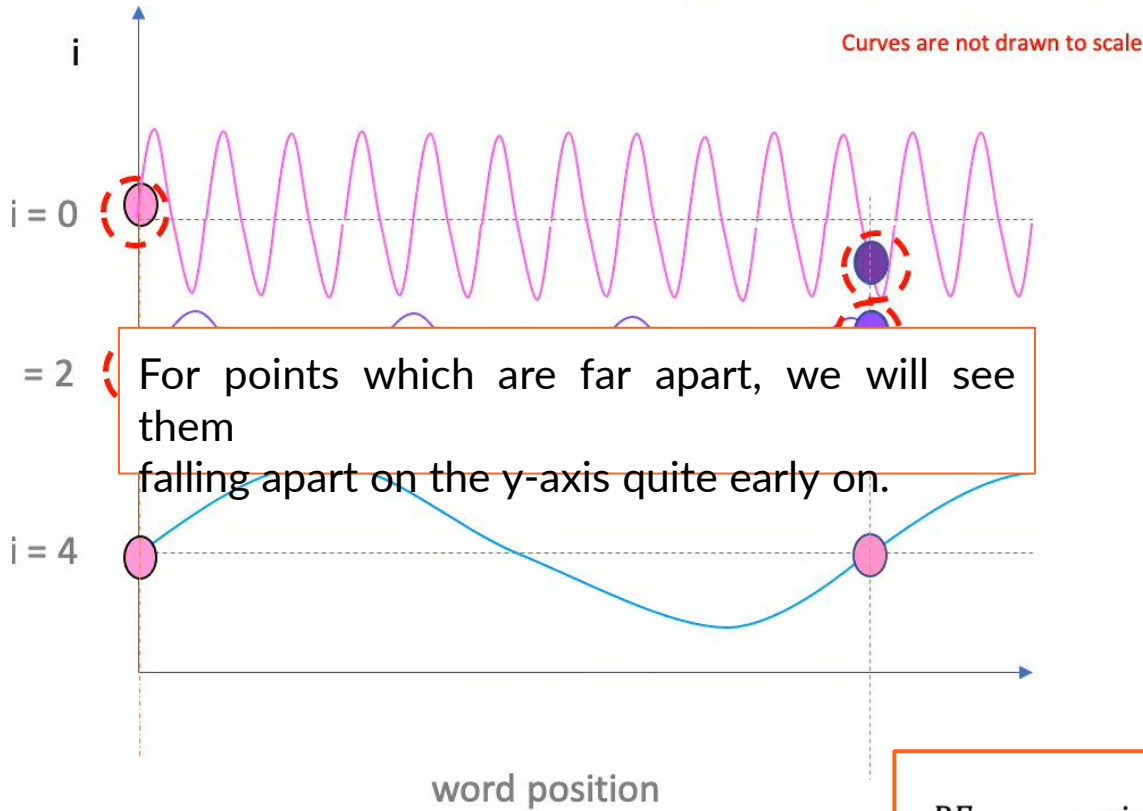 Curves are not drawn to scale
i
i = 0
= 2
For points which are far apart, we will see
them
falling apart on the y-axis quite early on.
i = 4
word position